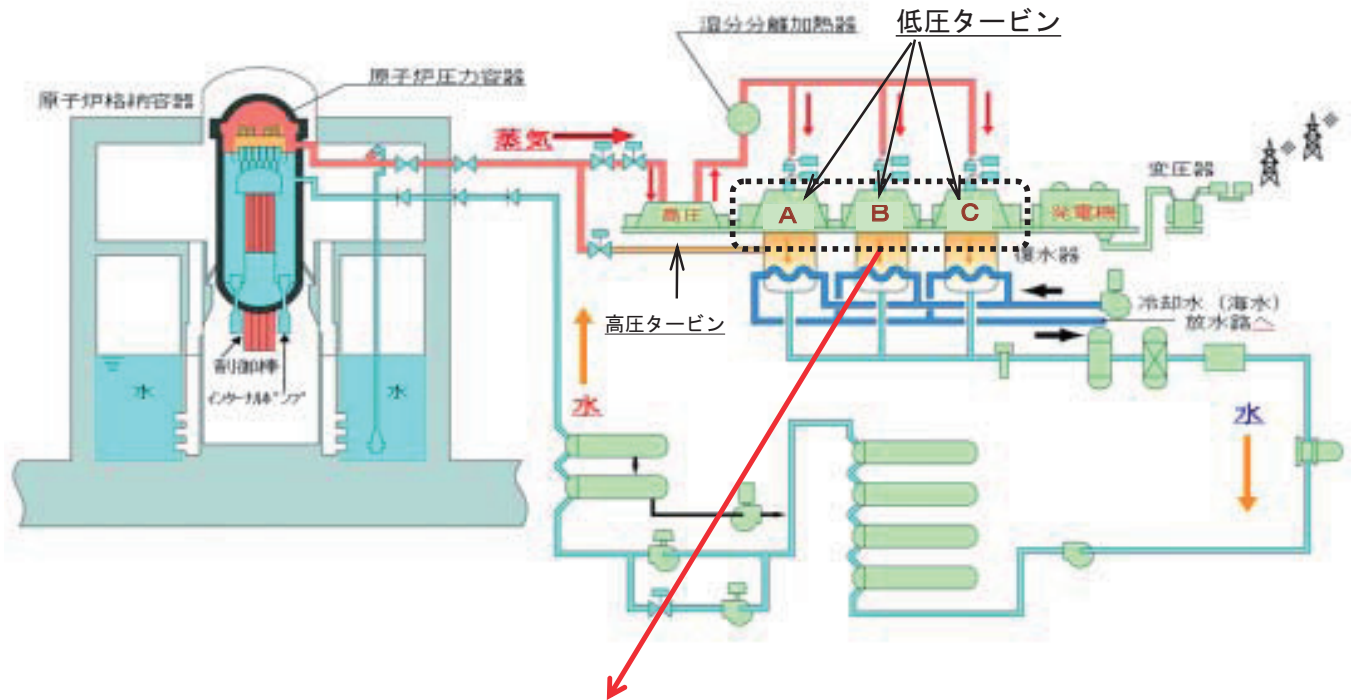 湿分分離加熱器
低圧タービン
原子炉圧力容器
原子炉格納容器
蒸気
変圧器
高圧
A
B
C
発電機
復水器
冷却水（海水）
放水路へ
高圧タービン
制御棒
インターナルポンプ
水
水
水
水